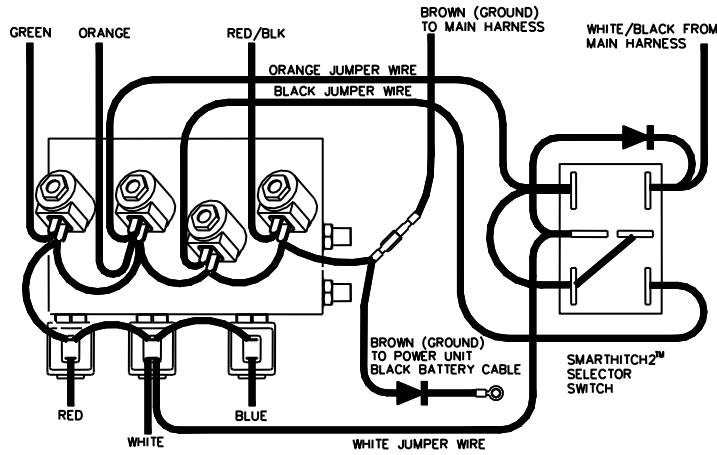 BROWN (GROUND)
TO MAIN HARNESS
GREEN
ORANGE
RED/BLK
WHITE/BLACK FROM
MAIN HARNESS
ORANGE JUMPER WIRE
BLACK JUMPER WIRE
BROWN (GROUND)
TO POWER UNIT
BLACK BATTERY CABLE
SMARTHITCH2™
SELECTOR
SWITCH
RED
BLUE
WHITE
WHITE JUMPER WIRE